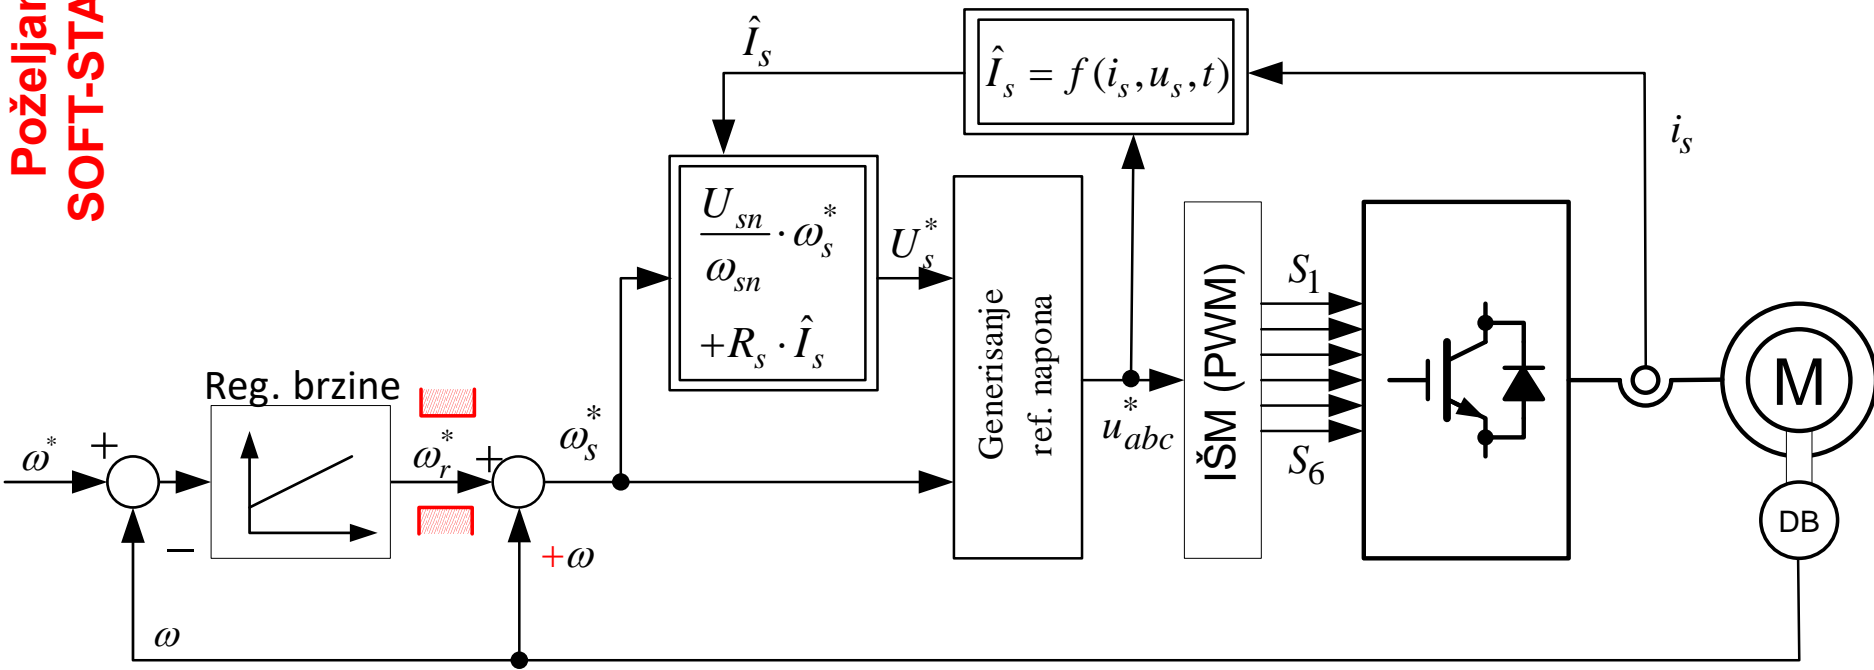 Poželjan
SOFT-STA
Î_s
Î_s = f(i_s, u_s, t)
i_s
U_sn / ω_sn · ω_s^*
+R_s · Î_s
U_s^*
Generisanje
ref. napona
u_abc^*
IŠM (PWM)
S_1
S_6
M
DB
Reg. brzine
ω^*
+
−
ω_r^*
+
ω_s^*
+ω
ω